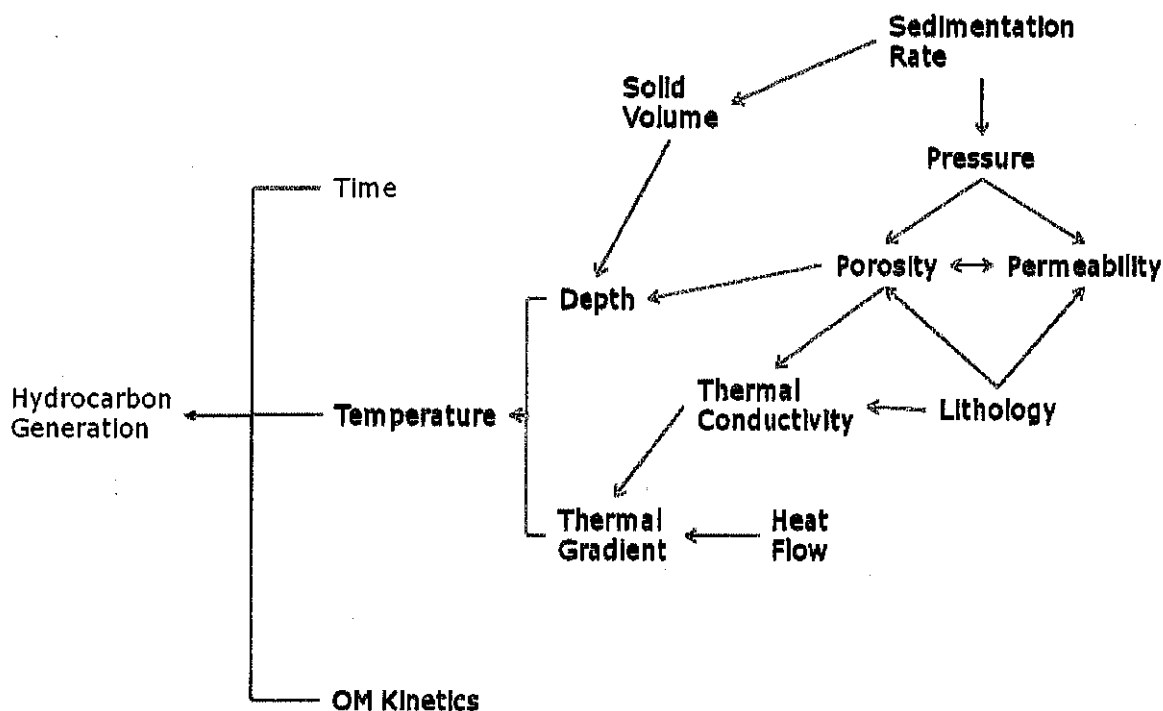 Sedimentation
Rate
Solid
Volume
Pressure
Time
Porosity
Permeability
Depth
Thermal
Conductivity
Lithology
Hydrocarbon
Generation
Temperature
Thermal
Gradient
Heat
Flow
OM Kinetics